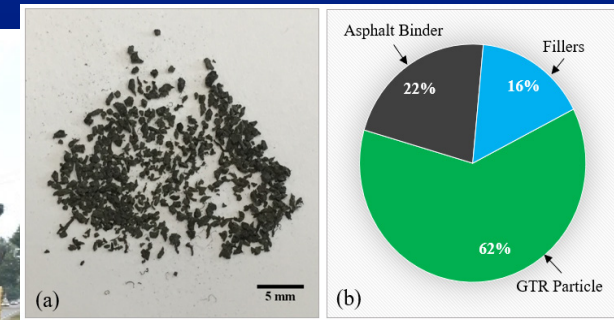 (a)
5 mm
Asphalt Binder
Fillers
22%
16%
62%
GTR Particle
(b)